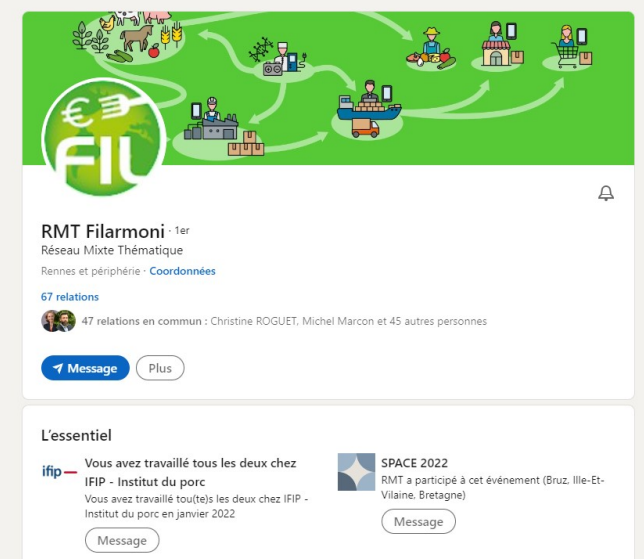 €
FIL
RMT Filarmoni · 1er
Réseau Mixte Thématique
Rennes et périphérie · Coordonnées
67 relations
47 relations en commun : Christine ROGUET, Michel Marcon et 45 autres personnes
Message
Plus
L'essentiel
ifip
Vous avez travaillé tous les deux chez
IFIP - Institut du porc
Vous avez travaillé tou(te)s les deux chez IFIP -
Institut du porc en janvier 2022
Message
SPACE 2022
RMT a participé à cet événement (Bruz, Ille-Et-
Vilaine, Bretagne)
Message